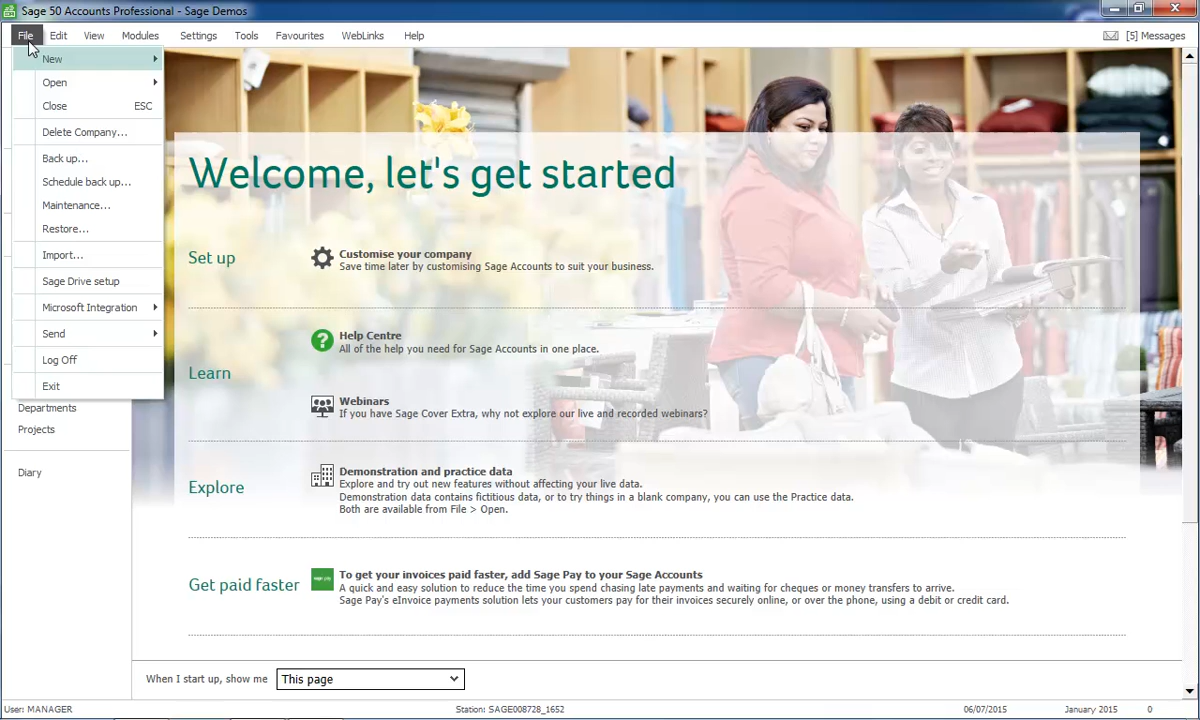 Sage 50 Accounts Professional - Sage Demos
File Edit View Modules Settings Tools Favourites WebLinks Help [5] Messages
New
Open
Close ESC
Delete Company...
Back up...
Schedule back up...
Maintenance...
Restore...
Import...
Sage Drive setup
Microsoft Integration
Send
Log Off
Exit
Departments
Projects
Diary
Welcome, let's get started
Set up
Customise your company
Save time later by customising Sage Accounts to suit your business.
Learn
Help Centre
All of the help you need for Sage Accounts in one place.
Webinars
If you have Sage Cover Extra, why not explore our live and recorded webinars?
Explore
Demonstration and practice data
Explore and try out new features without affecting your live data.
Demonstration data contains fictitious data, or to try things in a blank company, you can use the Practice data.
Both are available from File > Open.
Get paid faster
sage pay
To get your invoices paid faster, add Sage Pay to your Sage Accounts
A quick and easy solution to reduce the time you spend chasing late payments and waiting for cheques or money transfers to arrive.
Sage Pay's eInvoice payments solution lets your customers pay for their invoices securely online, or over the phone, using a debit or credit card.
When I start up, show me This page
User: MANAGER Station: SAGE008728_1652 06/07/2015 January 2015 0